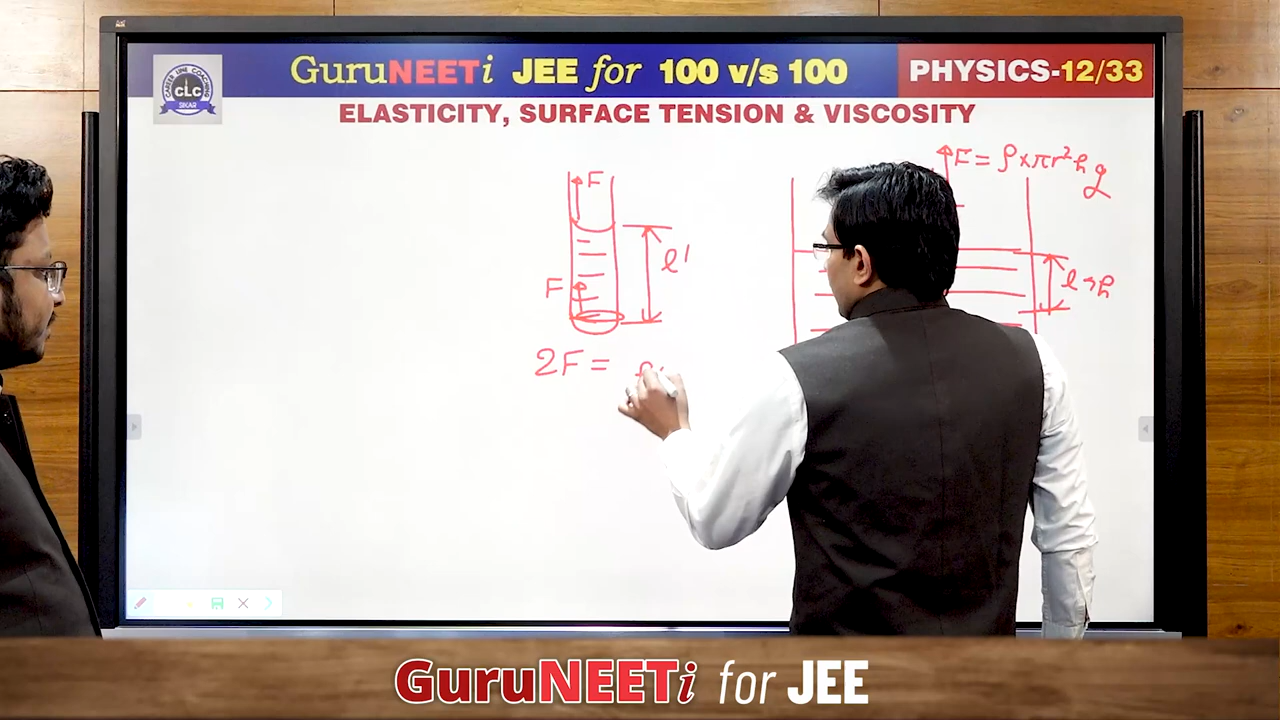 GuruNEETi JEE for 100 v/s 100
PHYSICS-12/33
CLC
SIKAR
ELASTICITY, SURFACE TENSION & VISCOSITY
F
l'
F
2F = ρ
F = ρ × πr²h g
l → h
GuruNEETi for JEE